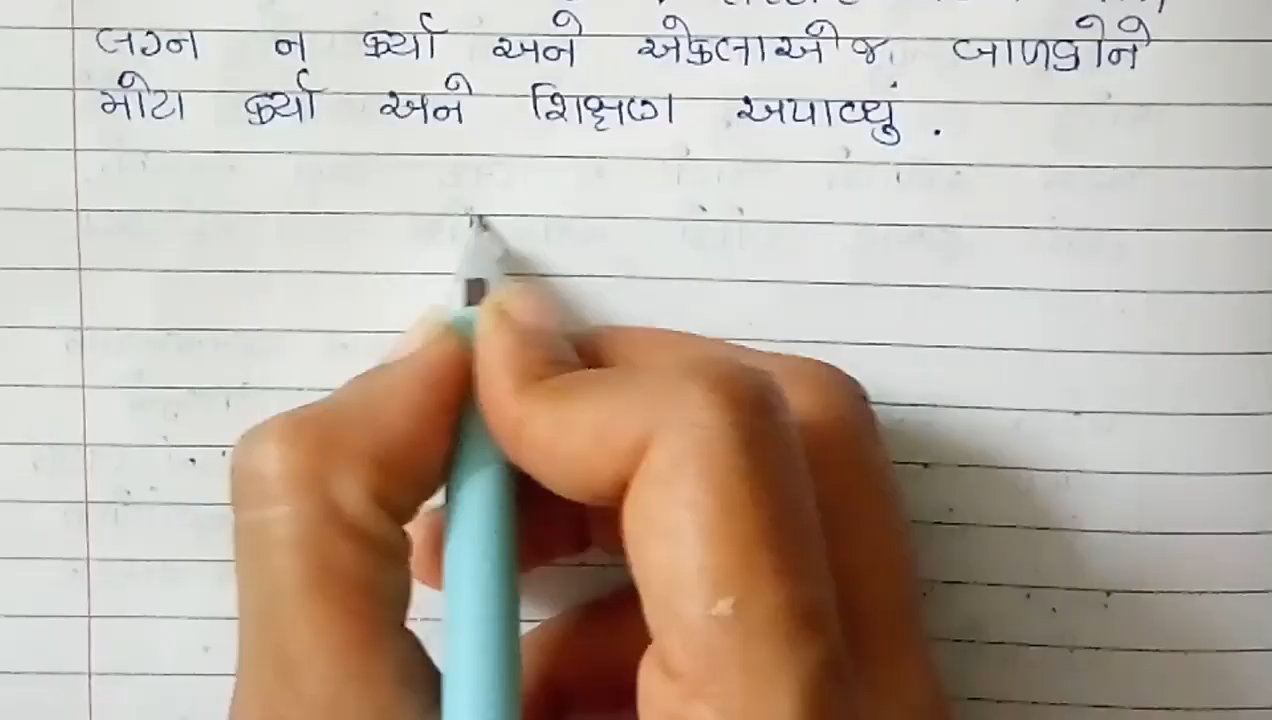 લગ્ન ન કર્યા અને એકલાએ જ બાળકોને
મોટા કર્યા અને શિક્ષણ અપાવ્યું.